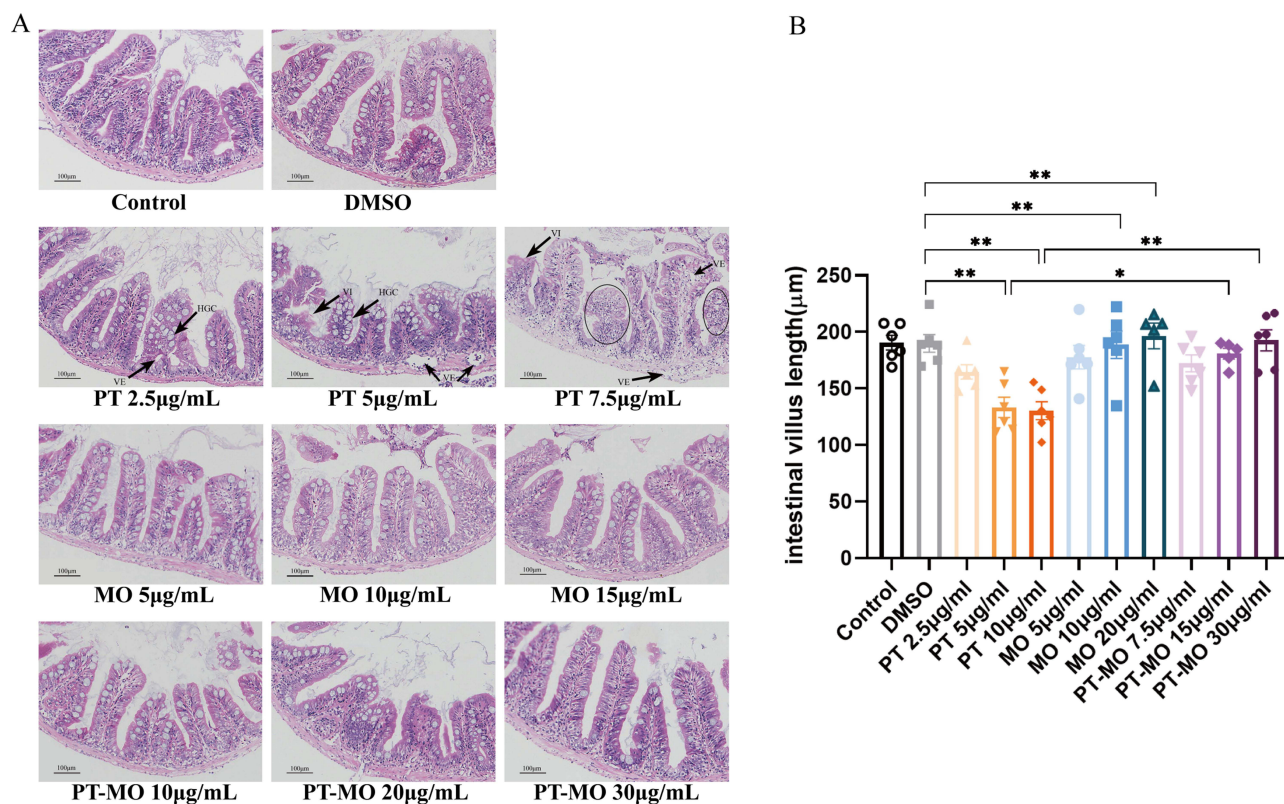 A
100μm
100μm
Control
DMSO
HGC
VE
100μm
VI
HGC
VE
100μm
VI
VE
VE
100μm
PT 2.5μg/mL
PT 5μg/mL
PT 7.5μg/mL
100μm
100μm
100μm
MO 5μg/mL
MO 10μg/mL
MO 15μg/mL
100μm
100μm
100μm
PT-MO 10μg/mL
PT-MO 20μg/mL
PT-MO 30μg/mL
B
**
**
**
**
**
*
intestinal villus length(μm)
250
200
150
100
50
0
Control
DMSO
PT 2.5μg/ml
PT 5μg/ml
PT 10μg/ml
MO 5μg/ml
MO 10μg/ml
MO 20μg/ml
PT-MO 7.5μg/ml
PT-MO 15μg/ml
PT-MO 30μg/ml